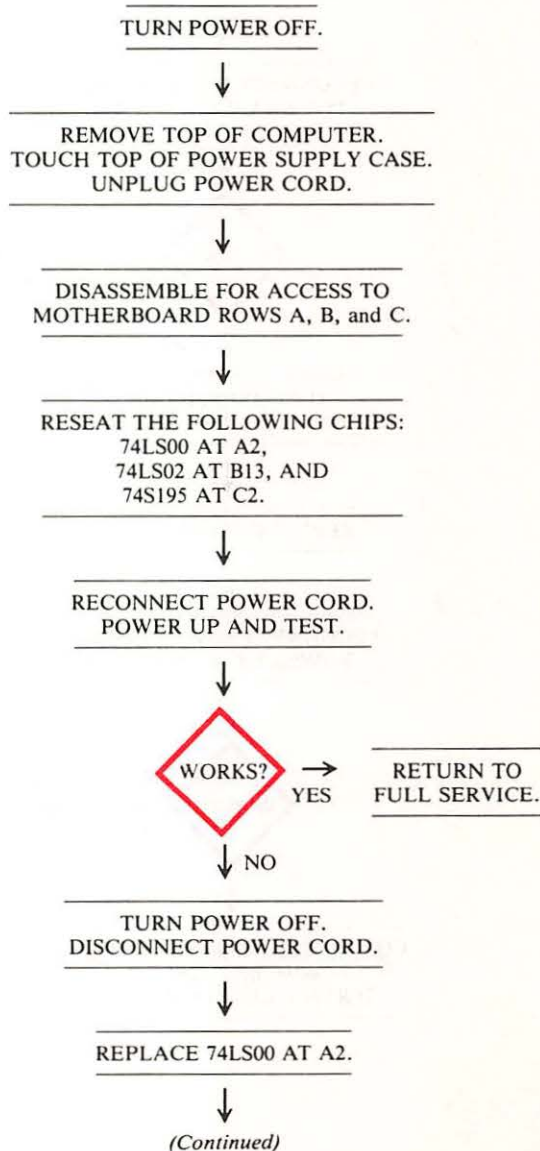 TURN POWER OFF.
REMOVE TOP OF COMPUTER.
TOUCH TOP OF POWER SUPPLY CASE.
UNPLUG POWER CORD.
DISASSEMBLE FOR ACCESS TO
MOTHERBOARD ROWS A, B, and C.
RESEAT THE FOLLOWING CHIPS:
74LS00 AT A2,
74LS02 AT B13, AND
74S195 AT C2.
RECONNECT POWER CORD.
POWER UP AND TEST.
WORKS?
YES
RETURN TO
FULL SERVICE.
NO
TURN POWER OFF.
DISCONNECT POWER CORD.
REPLACE 74LS00 AT A2.
(Continued)